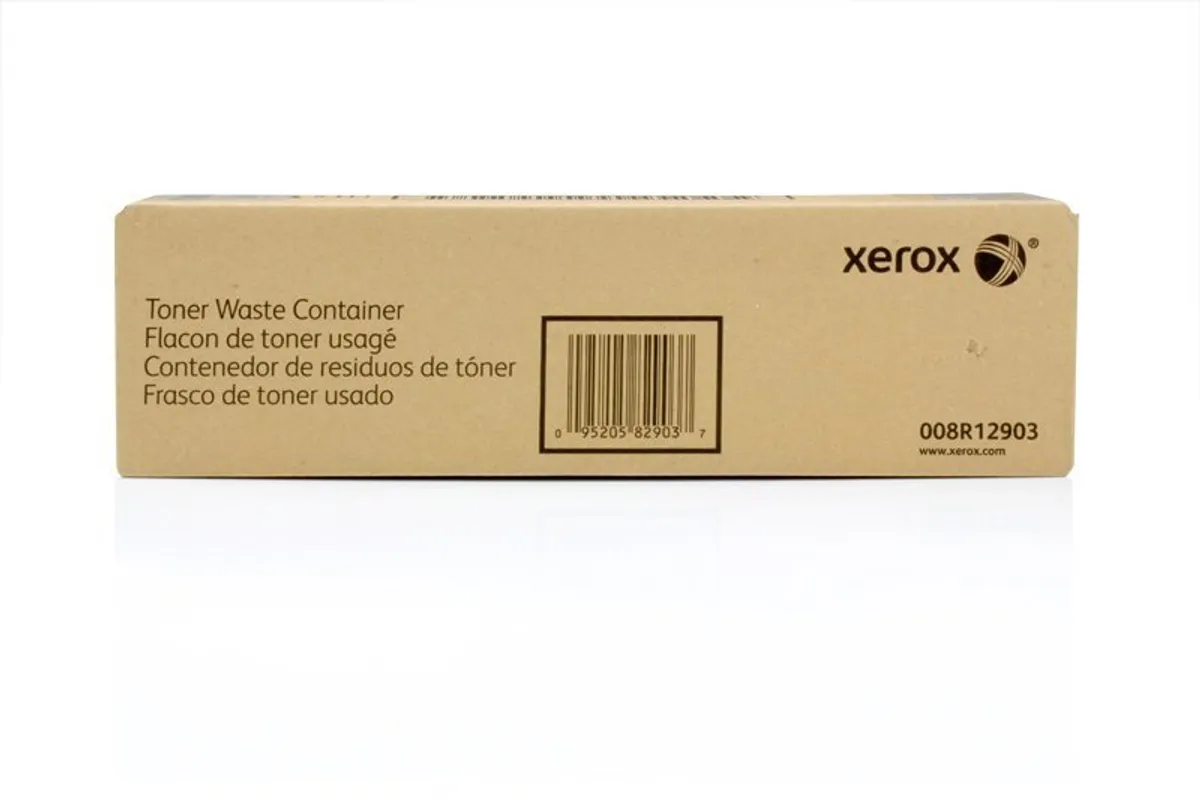 xerox ®
Toner Waste Container
Flacon de toner usagé
Contenedor de residuos de tóner
Frasco de toner usado
0 95205 82903 7
008R12903
www.xerox.com